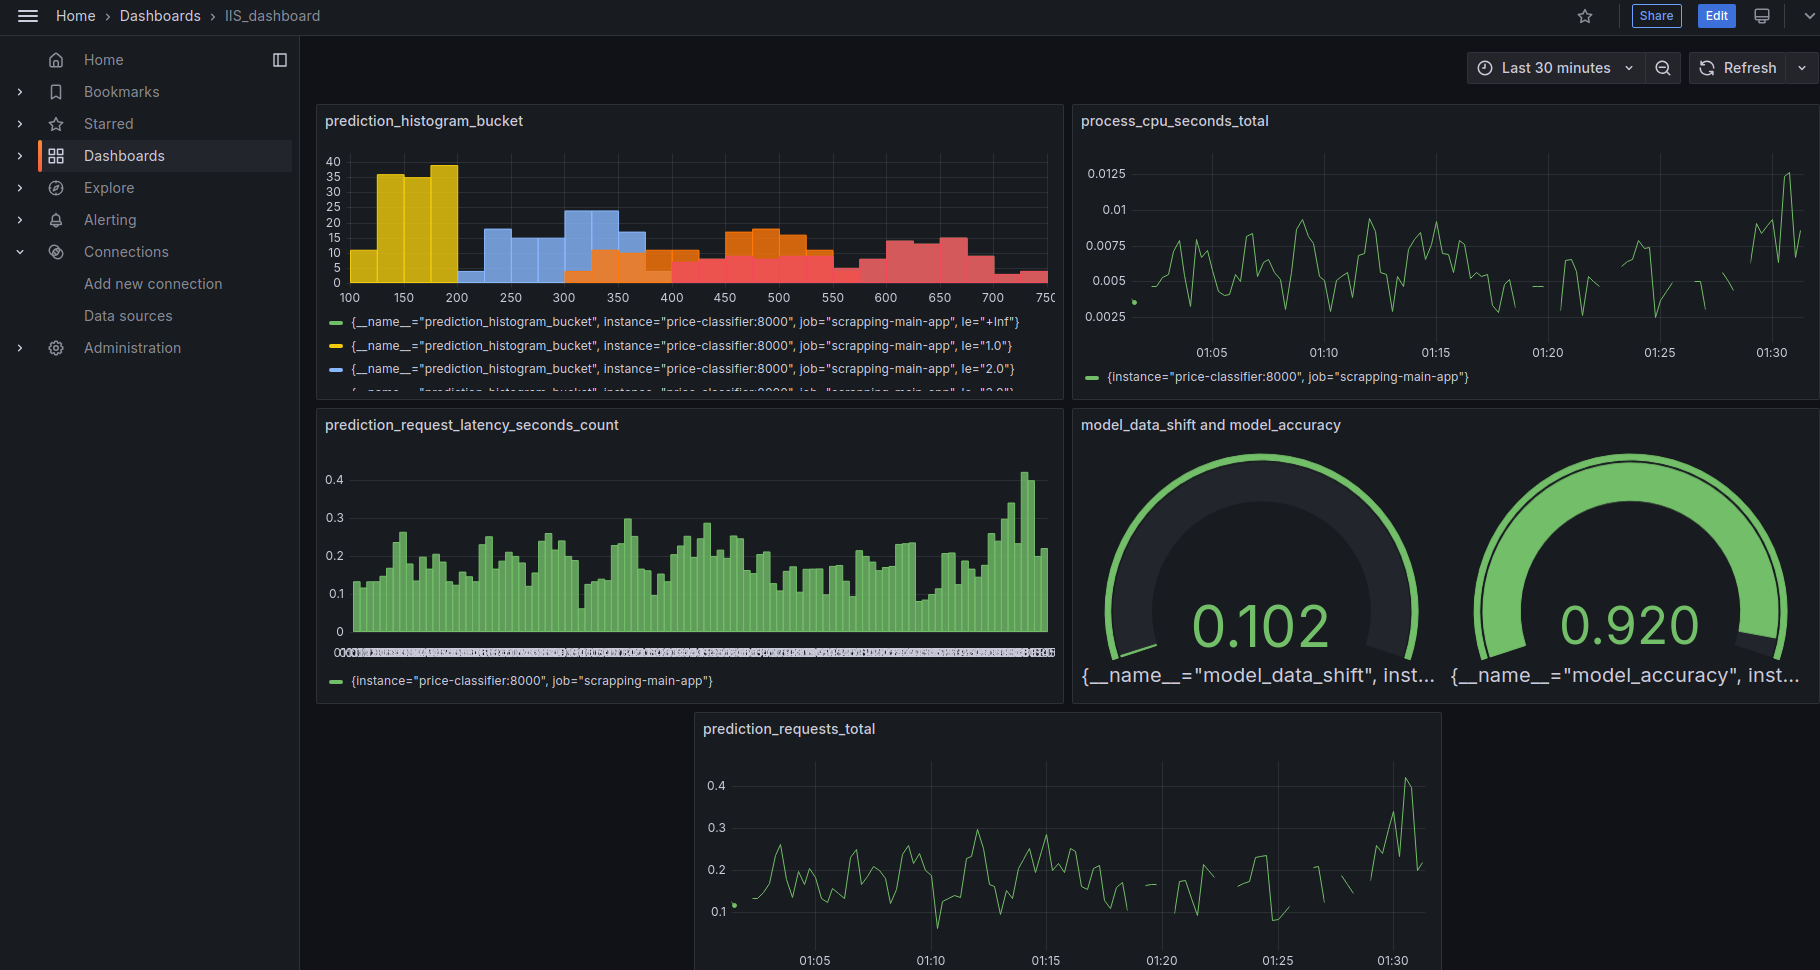 Home › Dashboards › IIS_dashboard
Share
Edit
Home
Bookmarks
Starred
Dashboards
Explore
Alerting
Connections
Add new connection
Data sources
Administration
Last 30 minutes
Refresh
prediction_histogram_bucket
40
35
30
25
20
15
10
5
0
100 150 200 250 300 350 400 450 500 550 600 650 700 750
{__name__="prediction_histogram_bucket", instance="price-classifier:8000", job="scrapping-main-app", le="+Inf"}
{__name__="prediction_histogram_bucket", instance="price-classifier:8000", job="scrapping-main-app", le="1.0"}
{__name__="prediction_histogram_bucket", instance="price-classifier:8000", job="scrapping-main-app", le="2.0"}
process_cpu_seconds_total
0.0125
0.01
0.0075
0.005
0.0025
01:05 01:10 01:15 01:20 01:25 01:30
{instance="price-classifier:8000", job="scrapping-main-app"}
prediction_request_latency_seconds_count
0.4
0.3
0.2
0.1
0
{instance="price-classifier:8000", job="scrapping-main-app"}
model_data_shift and model_accuracy
0.102
0.920
{__name__="model_data_shift", inst...
{__name__="model_accuracy", inst...
prediction_requests_total
0.4
0.3
0.2
0.1
01:05 01:10 01:15 01:20 01:25 01:30